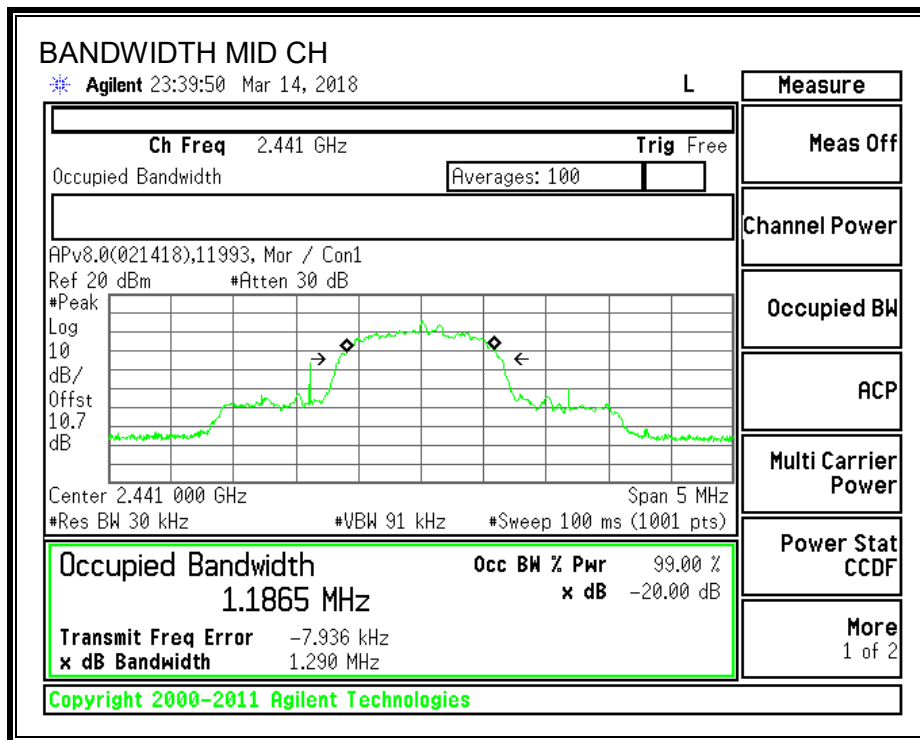 BANDWIDTH MID CH
Agilent 23:39:50 Mar 14, 2018 L
Measure
Ch Freq 2.441 GHz Trig Free
Meas Off
Occupied Bandwidth Averages: 100
Channel Power
APv8.0(021418),11993, Mor / Con1
Ref 20 dBm #Atten 30 dB
#Peak
Log
10
dB/
Offst
10.7
dB
Occupied BW
ACP
Center 2.441 000 GHz Span 5 MHz
#Res BW 30 kHz #VBW 91 kHz #Sweep 100 ms (1001 pts)
Multi Carrier
Power
Occupied Bandwidth Occ BW % Pwr 99.00 %
1.1865 MHz x dB -20.00 dB
Power Stat
CCDF
Transmit Freq Error -7.936 kHz
x dB Bandwidth 1.290 MHz
More
1 of 2
Copyright 2000-2011 Agilent Technologies